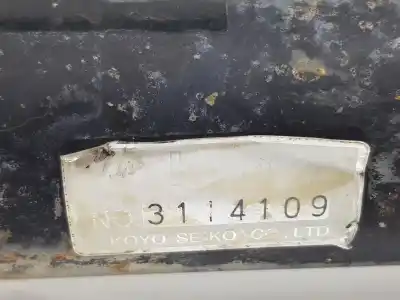 NO. 3114109
KOYO SEIKO CO., LTD.